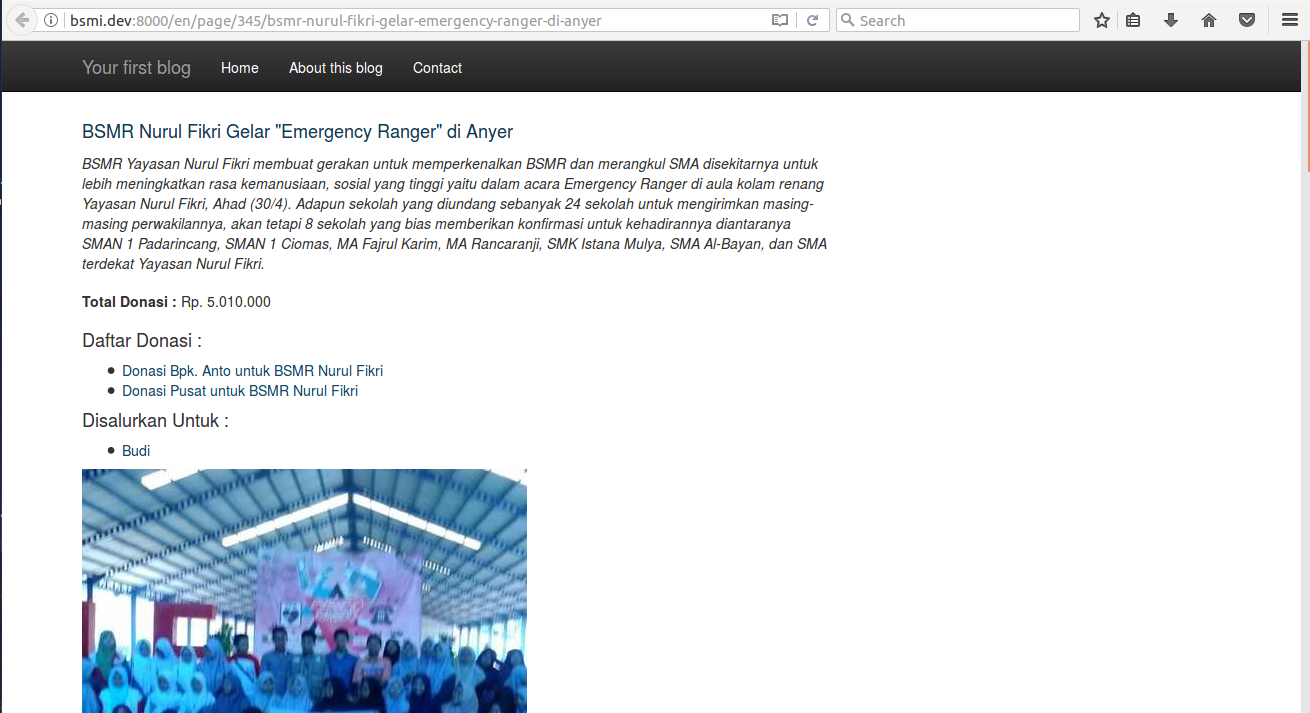 bsmi.dev:8000/en/page/345/bsmr-nurul-fikri-gelar-emergency-ranger-di-anyer
Search
Your first blog
Home
About this blog
Contact
BSMR Nurul Fikri Gelar "Emergency Ranger" di Anyer
BSMR Yayasan Nurul Fikri membuat gerakan untuk memperkenalkan BSMR dan merangkul SMA disekitarnya untuk
lebih meningkatkan rasa kemanusiaan, sosial yang tinggi yaitu dalam acara Emergency Ranger di aula kolam renang
Yayasan Nurul Fikri, Ahad (30/4). Adapun sekolah yang diundang sebanyak 24 sekolah untuk mengirimkan masing-
masing perwakilannya, akan tetapi 8 sekolah yang bias memberikan konfirmasi untuk kehadirannya diantaranya
SMAN 1 Padarincang, SMAN 1 Ciomas, MA Fajrul Karim, MA Rancaranji, SMK Istana Mulya, SMA Al-Bayan, dan SMA
terdekat Yayasan Nurul Fikri.
Total Donasi : Rp. 5.010.000
Daftar Donasi :
Donasi Bpk. Anto untuk BSMR Nurul Fikri
Donasi Pusat untuk BSMR Nurul Fikri
Disalurkan Untuk :
Budi